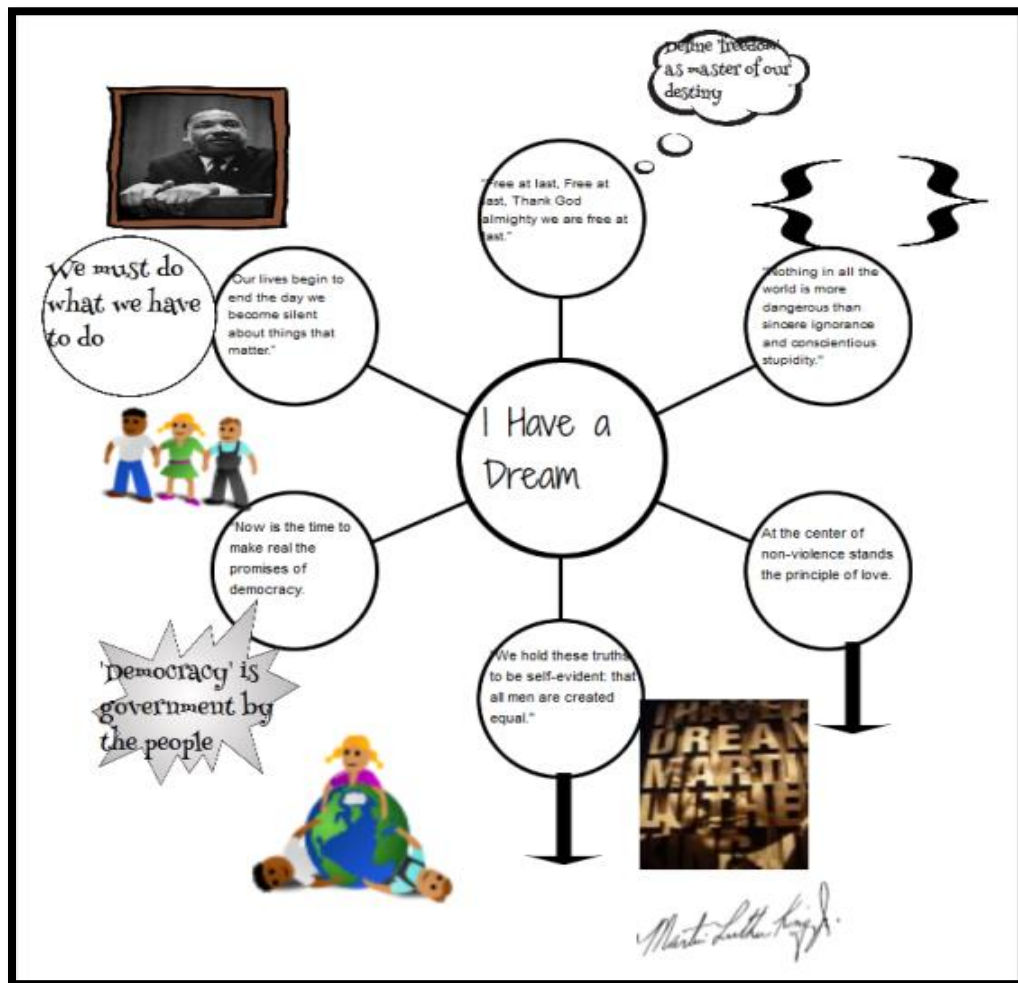 Define 'freedom'
as master of our
destiny
"Free at last, Free at
last, Thank God
almighty we are free at
last."
We must do
what we have
to do
"Our lives begin to
end the day we
become silent
about things that
matter."
"Nothing in all the
world is more
dangerous than
sincere ignorance
and conscientious
stupidity."
I Have a
Dream
"Now is the time to
make real the
promises of
democracy.
At the center of
non-violence stands
the principle of love.
"We hold these truths
to be self-evident: that
all men are created
equal."
'Democracy' is
government by
the people
DREA
MARTI
LUTHE
Martin Luther King Jr.